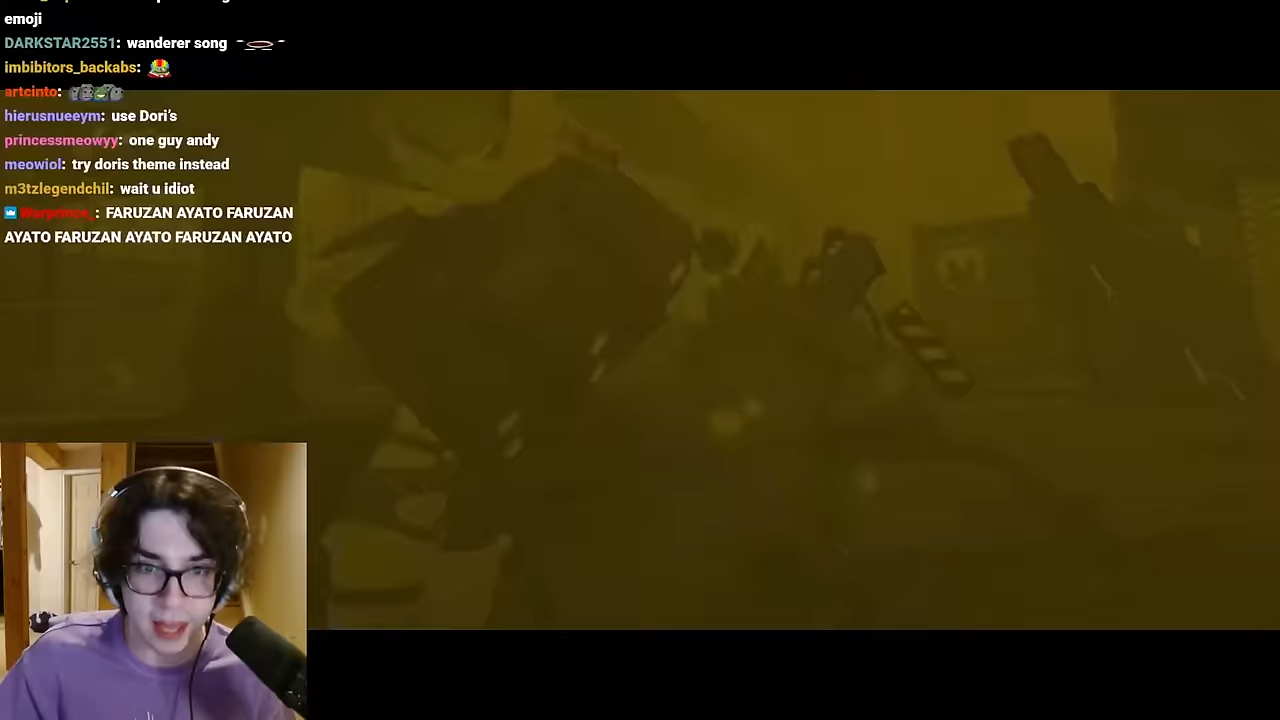 emoji
DARKSTAR2551: wanderer song
imbibitors_backabs:
artcinto:
hierusnueeym: use Dori's
princessmeowyy: one guy andy
meowiol: try doris theme instead
m3tzlegendchil: wait u idiot
Warprince_: FARUZAN AYATO FARUZAN
AYATO FARUZAN AYATO FARUZAN AYATO